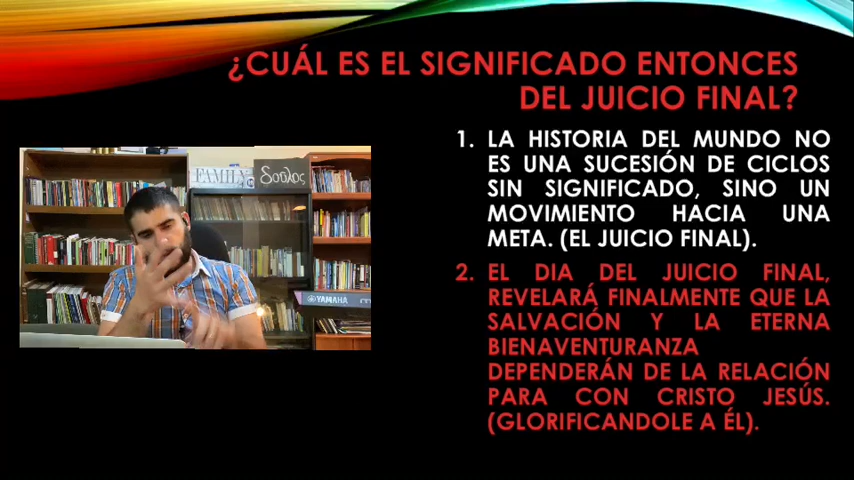 ¿CUÁL ES EL SIGNIFICADO ENTONCES
DEL JUICIO FINAL?
1. LA HISTORIA DEL MUNDO NO
ES UNA SUCESIÓN DE CICLOS
SIN SIGNIFICADO, SINO UN
MOVIMIENTO HACIA UNA
META. (EL JUICIO FINAL).
2. EL DIA DEL JUICIO FINAL,
REVELARÁ FINALMENTE QUE LA
SALVACIÓN Y LA ETERNA
BIENAVENTURANZA
DEPENDERÁN DE LA RELACIÓN
PARA CON CRISTO JESÚS.
(GLORIFICANDOLE A ÉL).
FAMILY
δοῦλος
YAMAHA